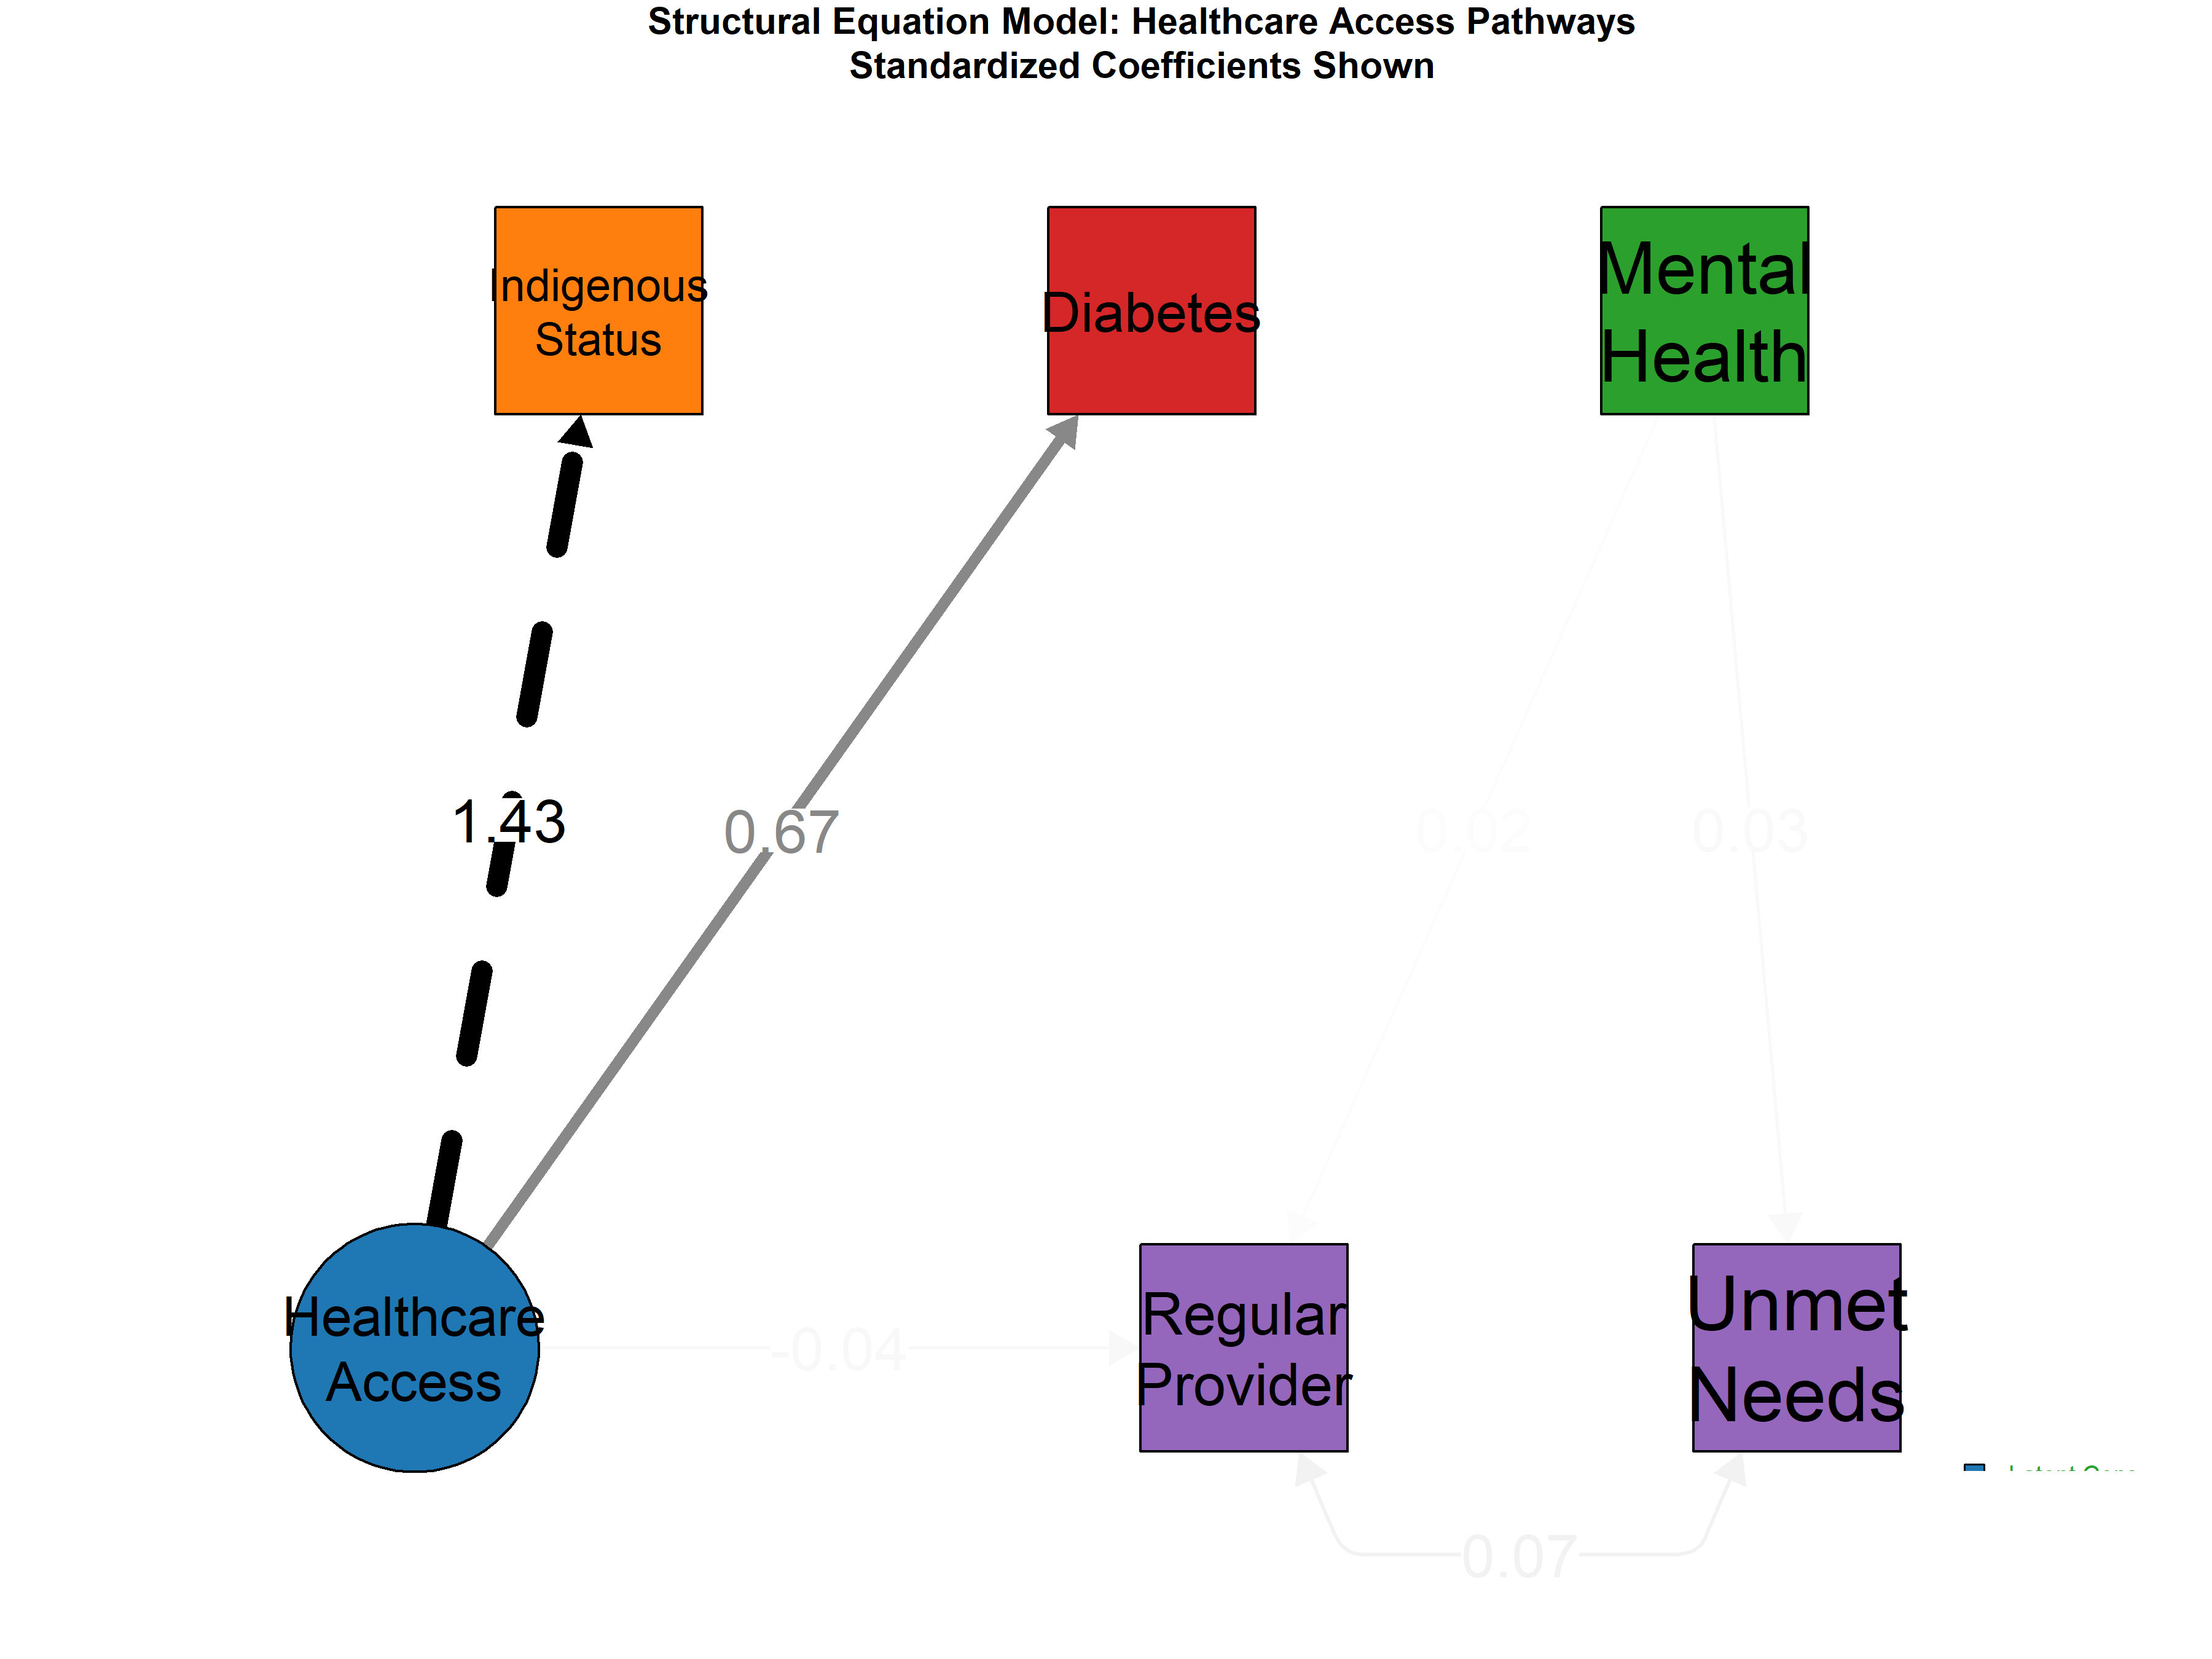 Structural Equation Model: Healthcare Access Pathways
Standardized Coefficients Shown
Indigenous
Status
Diabetes
Mental
Health
1.43
0.67
0.02
0.03
Healthcare
Access
-0.04
Regular
Provider
Unmet
Needs
0.07